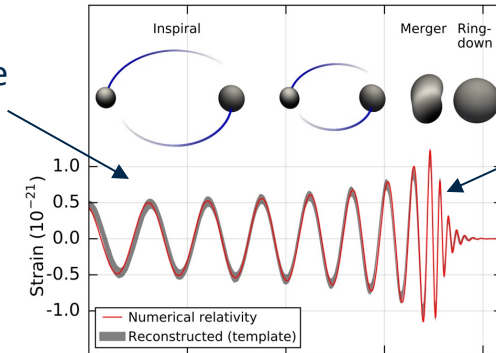 Inspiral
Merger Ring-
down
e
1.0
0.5
0.0
-0.5
-1.0
Strain (10⁻²¹)
Numerical relativity
Reconstructed (template)